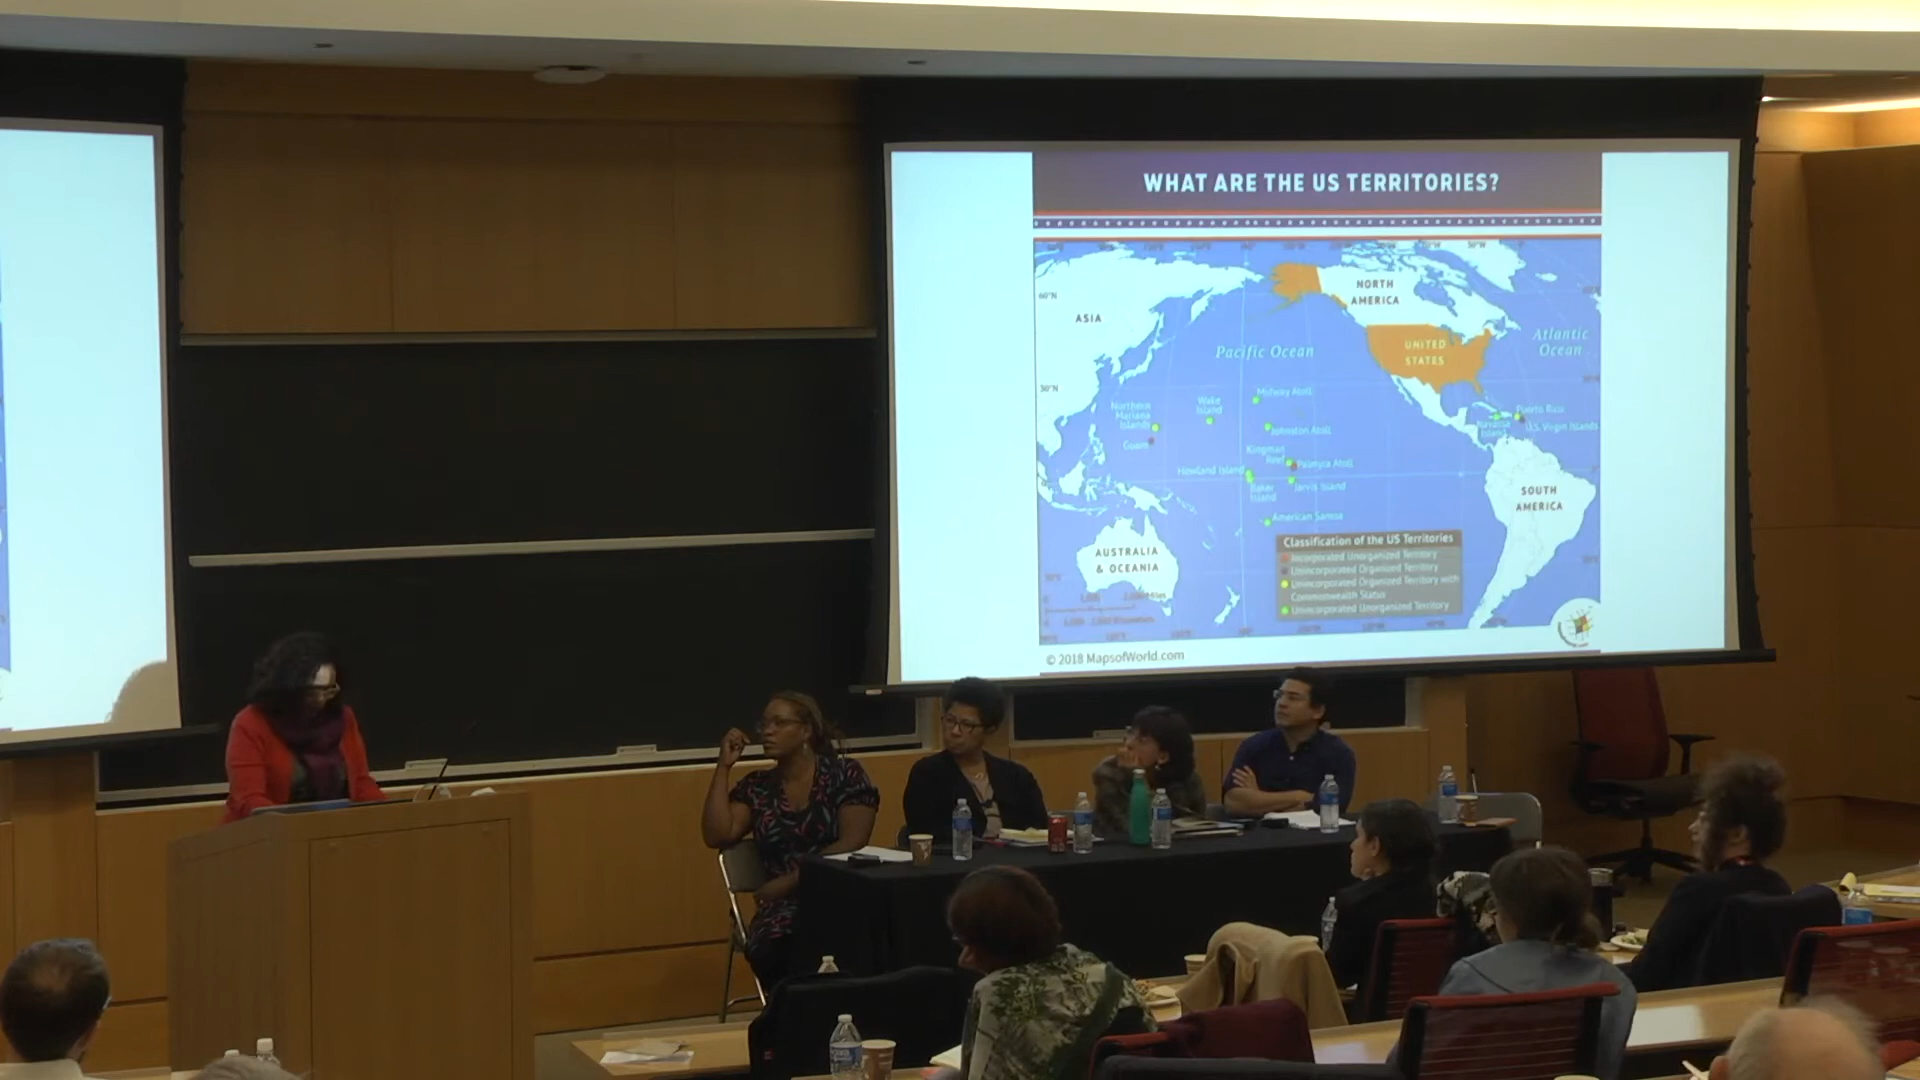 WHAT ARE THE US TERRITORIES?
60°N
NORTH
AMERICA
ASIA
Atlantic
Ocean
UNITED
STATES
Pacific Ocean
30°N
Midway Atoll
Northern
Mariana
Islands
Wake
Island
Puerto Rico
Navassa
Island
U.S. Virgin Islands
Johnston Atoll
Guam
Kingman
Reef
Palmyra Atoll
Howland Island
Baker
Island
Jarvis Island
SOUTH
AMERICA
American Samoa
AUSTRALIA
& OCEANIA
Classification of the US Territories
Incorporated Unorganized Territory
Unincorporated Organized Territory
Unincorporated Organized Territory with
Commonwealth Status
Unincorporated Unorganized Territory
© 2018 MapsofWorld.com